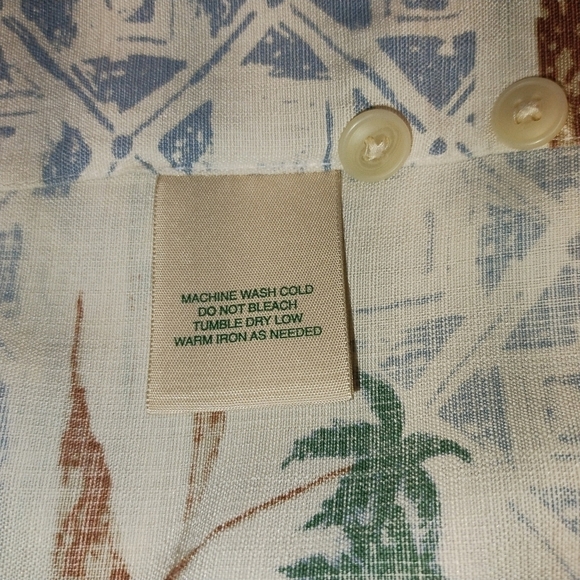 MACHINE WASH COLD
DO NOT BLEACH
TUMBLE DRY LOW
WARM IRON AS NEEDED